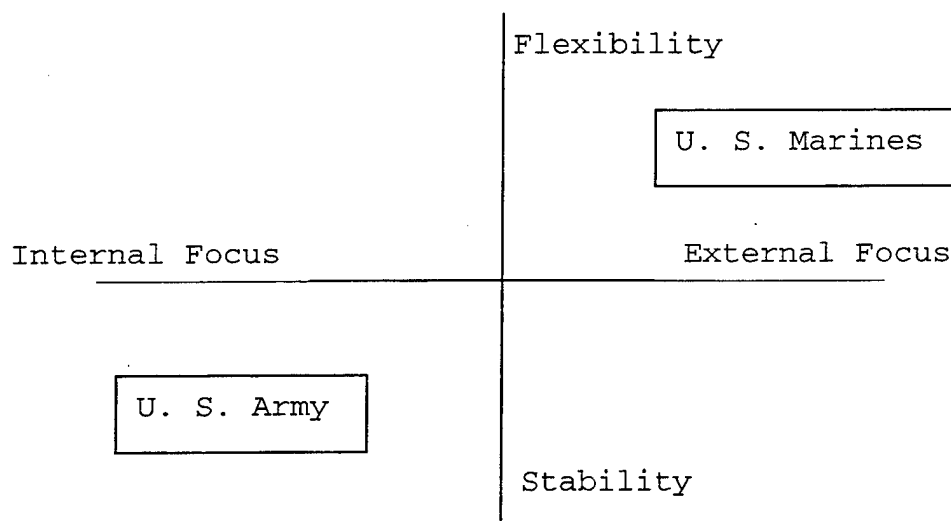 Flexibility
U. S. Marines
Internal Focus
External Focus
U. S. Army
Stability